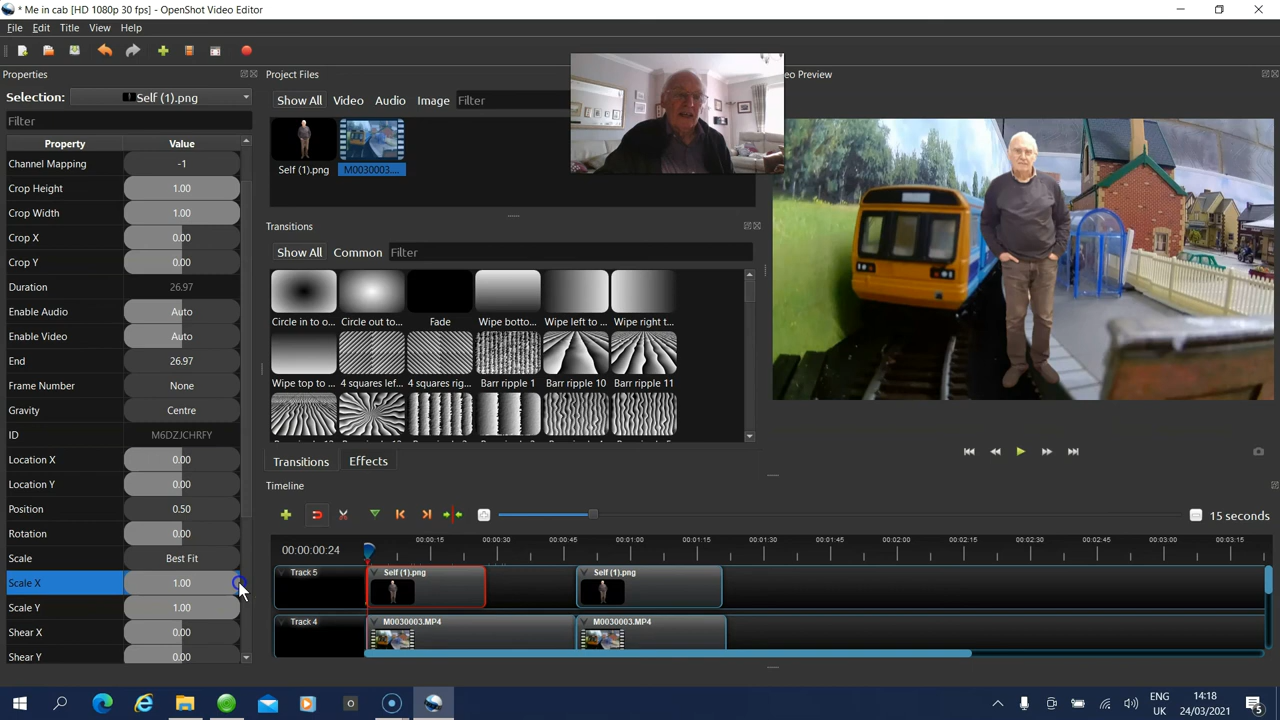 * Me in cab [HD 1080p 30 fps] - OpenShot Video Editor
File Edit Title View Help
Properties
Selection: Self (1).png
Filter
Property Value
Channel Mapping -1
Crop Height 1.00
Crop Width 1.00
Crop X 0.00
Crop Y 0.00
Duration 26.97
Enable Audio Auto
Enable Video Auto
End 26.97
Frame Number None
Gravity Centre
ID M6DZJCHRFY
Location X 0.00
Location Y 0.00
Position 0.50
Rotation 0.00
Scale Best Fit
Scale X 1.00
Scale Y 1.00
Shear X 0.00
Shear Y 0.00
Project Files
Show All Video Audio Image Filter
Self (1).png M0030003....
Transitions
Show All Common Filter
Circle in to o... Circle out to... Fade Wipe botto... Wipe left to ... Wipe right t...
Wipe top to ... 4 squares lef... 4 squares rig... Barr ripple 1 Barr ripple 10 Barr ripple 11
Transitions Effects
eo Preview
Timeline
15 seconds
00:00:00:24 00:00:15 00:00:30 00:00:45 00:01:00 00:01:15 00:01:30 00:01:45 00:02:00 00:02:15 00:02:30 00:02:45 00:03:00 00:03:15
Track 5 Self (1).png Self (1).png
Track 4 M0030003.MP4 M0030003.MP4
ENG
UK
14:18
24/03/2021
5